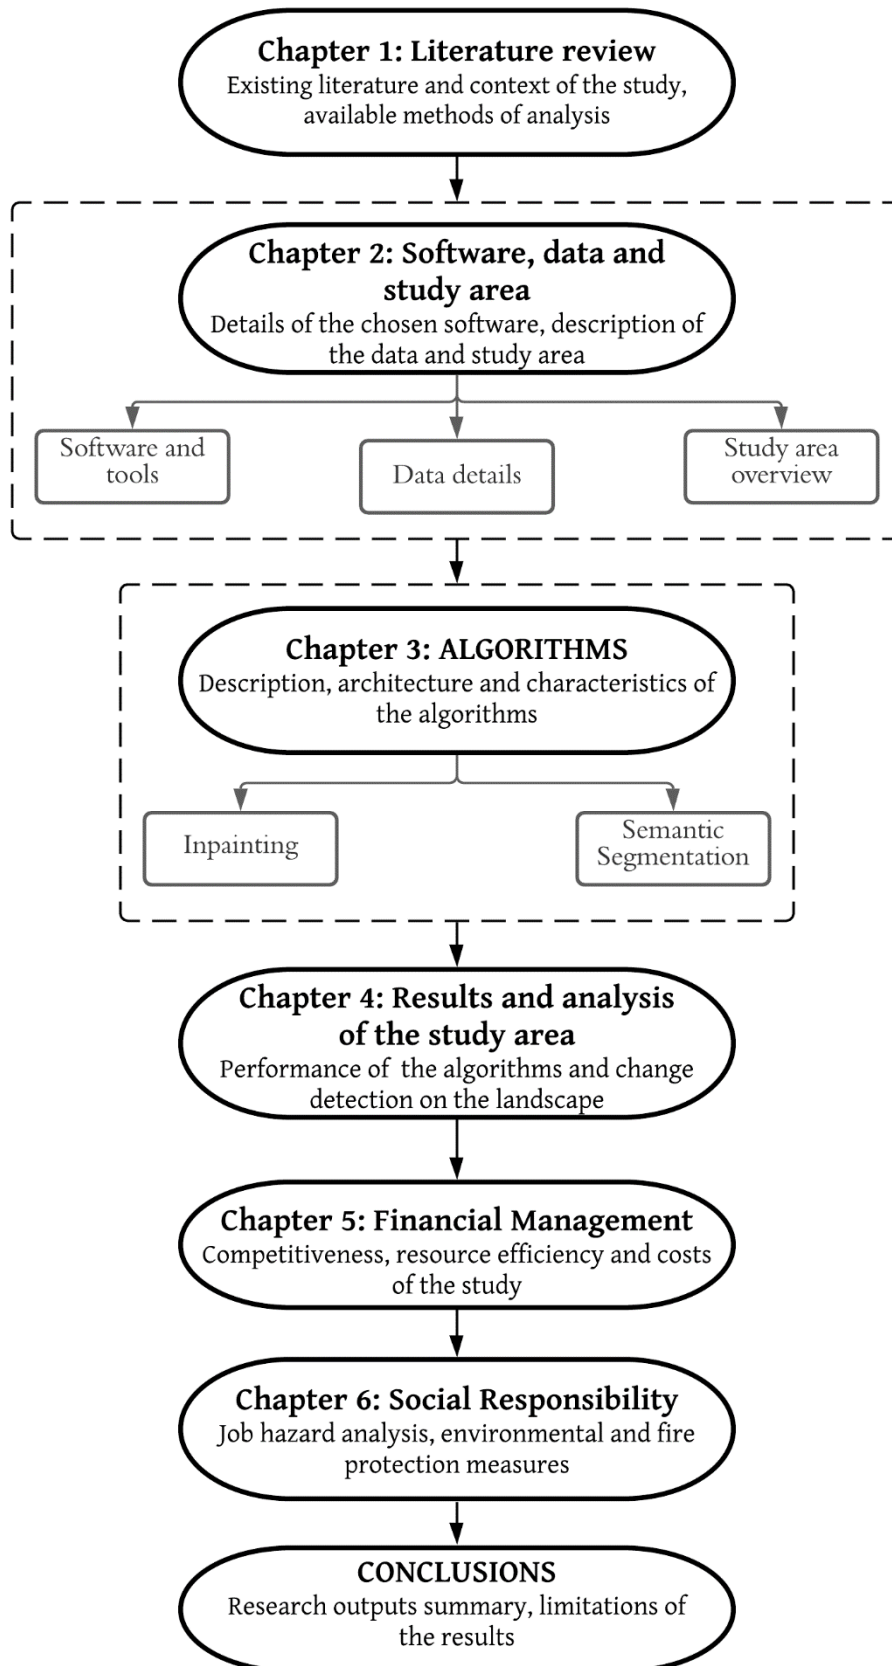 Chapter 1: Literature review
Existing literature and context of the study,
available methods of analysis
Chapter 2: Software, data and
study area
Details of the chosen software, description of
the data and study area
Software and
tools
Data details
Study area
overview
Chapter 3: ALGORITHMS
Description, architecture and characteristics of
the algorithms
Inpainting
Semantic
Segmentation
Chapter 4: Results and analysis
of the study area
Performance of the algorithms and change
detection on the landscape
Chapter 5: Financial Management
Competitiveness, resource efficiency and costs
of the study
Chapter 6: Social Responsibility
Job hazard analysis, environmental and fire
protection measures
CONCLUSIONS
Research outputs summary, limitations of
the results